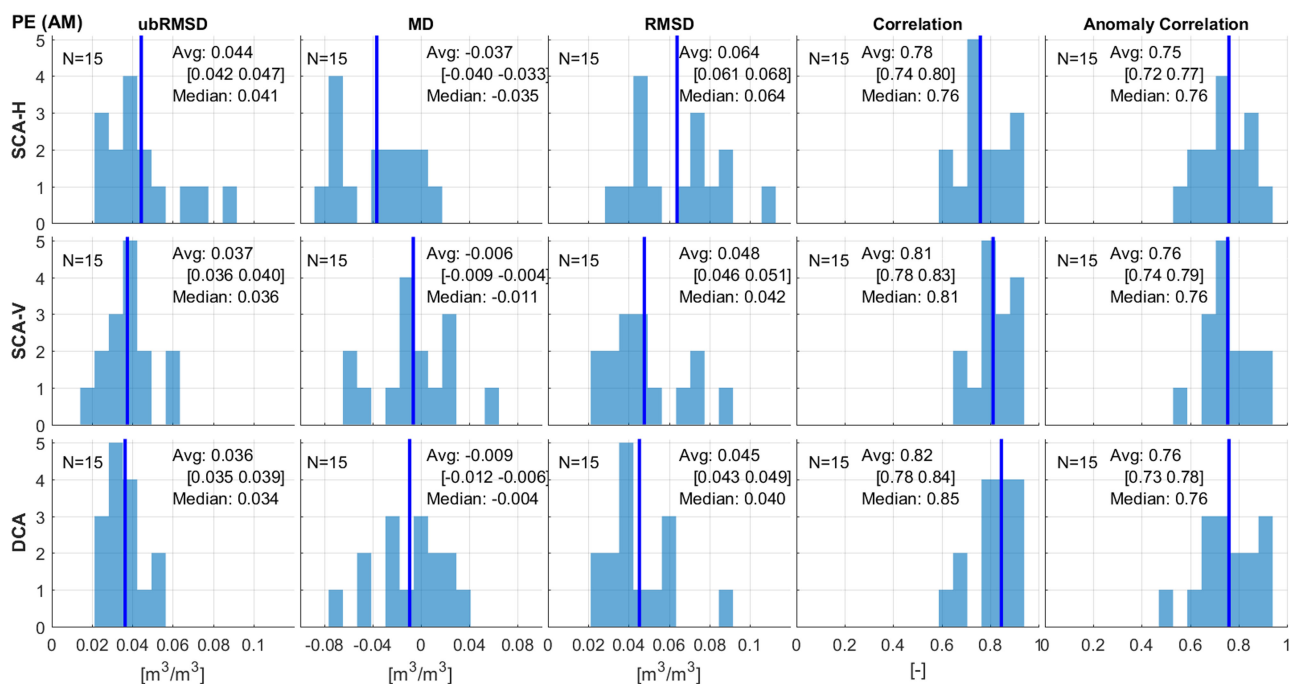 PE (AM)
ubRMSD
MD
RMSD
Correlation
Anomaly Correlation
SCA-H
5
4
3
2
1
0
N=15
Avg: 0.044
[0.042 0.047]
Median: 0.041
N=15
Avg: -0.037
[-0.040 -0.033]
Median: -0.035
N=15
Avg: 0.064
[0.061 0.068]
Median: 0.064
N=15
Avg: 0.78
[0.74 0.80]
Median: 0.76
N=15
Avg: 0.75
[0.72 0.77]
Median: 0.76
SCA-V
5
4
3
2
1
0
N=15
Avg: 0.037
[0.036 0.040]
Median: 0.036
N=15
Avg: -0.006
[-0.009 -0.004]
Median: -0.011
N=15
Avg: 0.048
[0.046 0.051]
Median: 0.042
N=15
Avg: 0.81
[0.78 0.83]
Median: 0.81
N=15
Avg: 0.76
[0.74 0.79]
Median: 0.76
DCA
5
4
3
2
1
0
N=15
Avg: 0.036
[0.035 0.039]
Median: 0.034
N=15
Avg: -0.009
[-0.012 -0.006]
Median: -0.004
N=15
Avg: 0.045
[0.043 0.049]
Median: 0.040
N=15
Avg: 0.82
[0.78 0.84]
Median: 0.85
N=15
Avg: 0.76
[0.73 0.78]
Median: 0.76
0 0.02 0.04 0.06 0.08 0.1
-0.08 -0.04 0 0.04 0.08
0 0.02 0.04 0.06 0.08 0.1
0 0.2 0.4 0.6 0.8 1
0 0.2 0.4 0.6 0.8 1
[m³/m³]
[m³/m³]
[m³/m³]
[-]